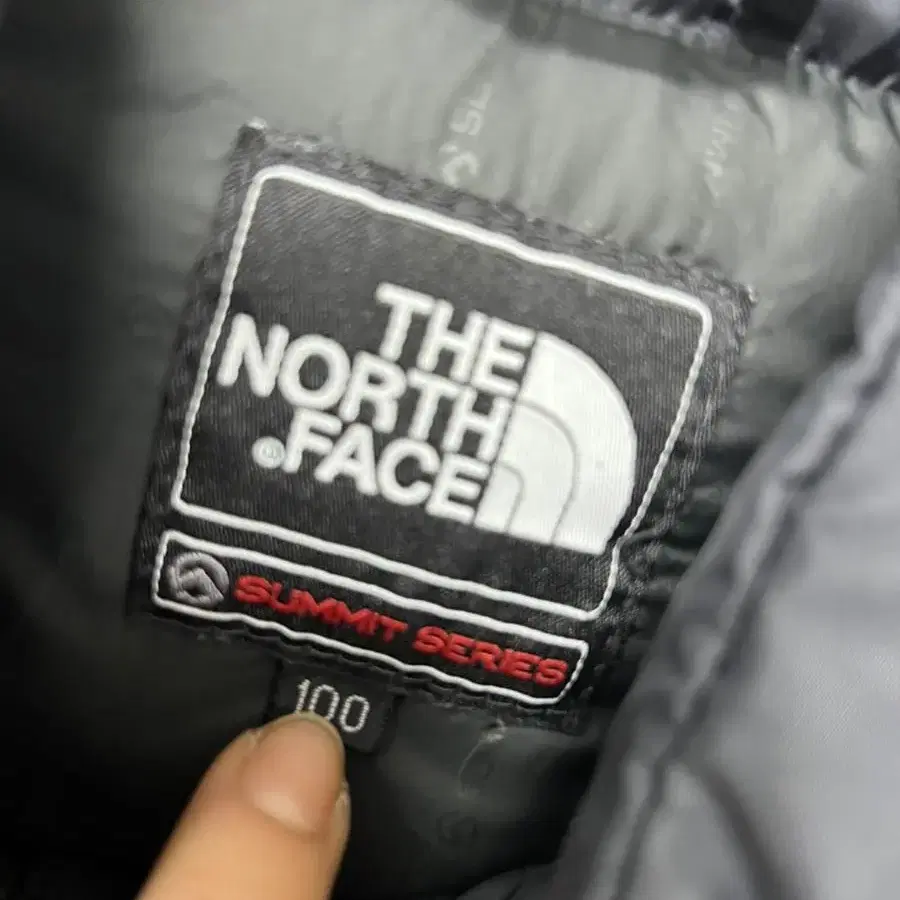 THE
NORTH
FACE
SUMMIT SERIES
100